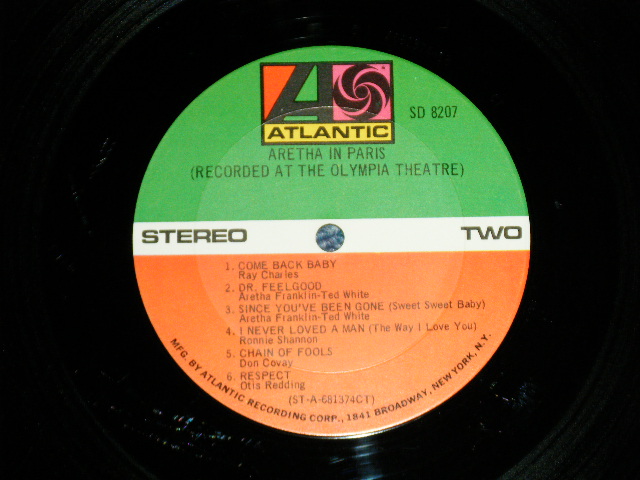 ATLANTIC
SD 8207
ARETHA IN PARIS
(RECORDED AT THE OLYMPIA THEATRE)
STEREO
TWO
1. COME BACK BABY
Ray Charles
2. DR. FEELGOOD
Aretha Franklin-Ted White
3. SINCE YOU'VE BEEN GONE (Sweet Sweet Baby)
Aretha Franklin-Ted White
4. I NEVER LOVED A MAN (The Way I Love You)
Ronnie Shannon
5. CHAIN OF FOOLS
Don Covay
6. RESPECT
Otis Redding
(ST-A-681374CT)
MFG. BY ATLANTIC RECORDING CORP., 1841 BROADWAY, NEW YORK, N.Y.